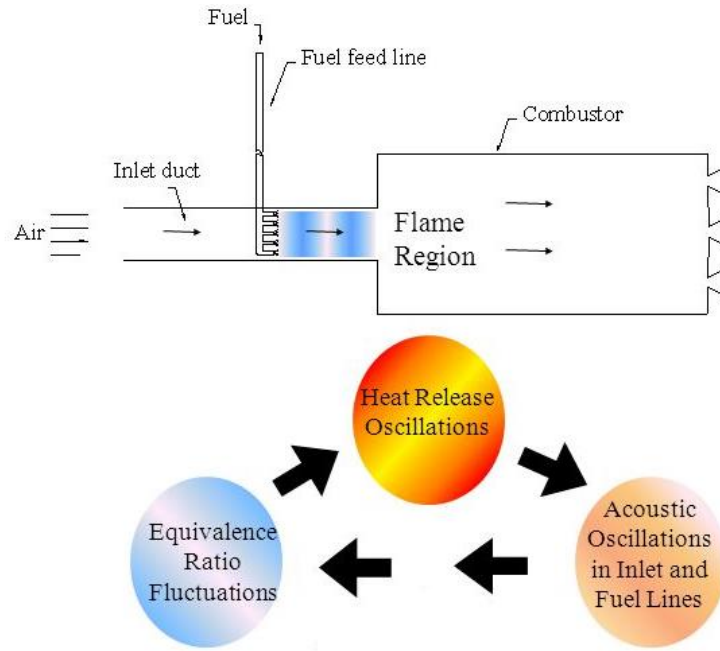 Fuel
Fuel feed line
Combustor
Inlet duct
Air
Flame
Region
Heat Release
Oscillations
Equivalence
Ratio
Fluctuations
Acoustic
Oscillations
in Inlet and
Fuel Lines